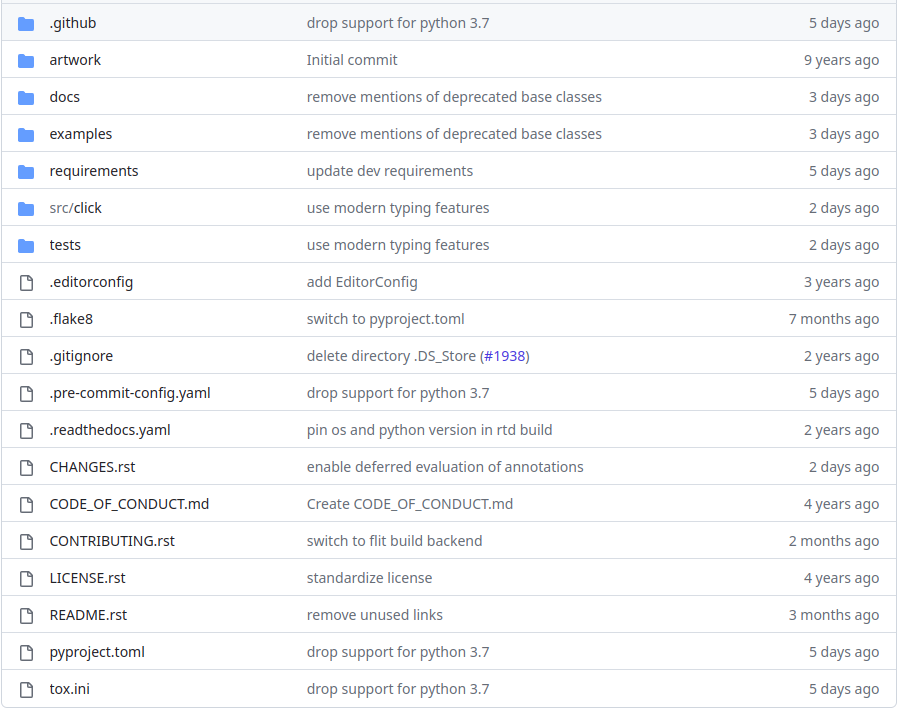 .github drop support for python 3.7 5 days ago
artwork Initial commit 9 years ago
docs remove mentions of deprecated base classes 3 days ago
examples remove mentions of deprecated base classes 3 days ago
requirements update dev requirements 5 days ago
src/click use modern typing features 2 days ago
tests use modern typing features 2 days ago
.editorconfig add EditorConfig 3 years ago
.flake8 switch to pyproject.toml 7 months ago
.gitignore delete directory .DS_Store (#1938) 2 years ago
.pre-commit-config.yaml drop support for python 3.7 5 days ago
.readthedocs.yaml pin os and python version in rtd build 2 years ago
CHANGES.rst enable deferred evaluation of annotations 2 days ago
CODE_OF_CONDUCT.md Create CODE_OF_CONDUCT.md 4 years ago
CONTRIBUTING.rst switch to flit build backend 2 months ago
LICENSE.rst standardize license 4 years ago
README.rst remove unused links 3 months ago
pyproject.toml drop support for python 3.7 5 days ago
tox.ini drop support for python 3.7 5 days ago